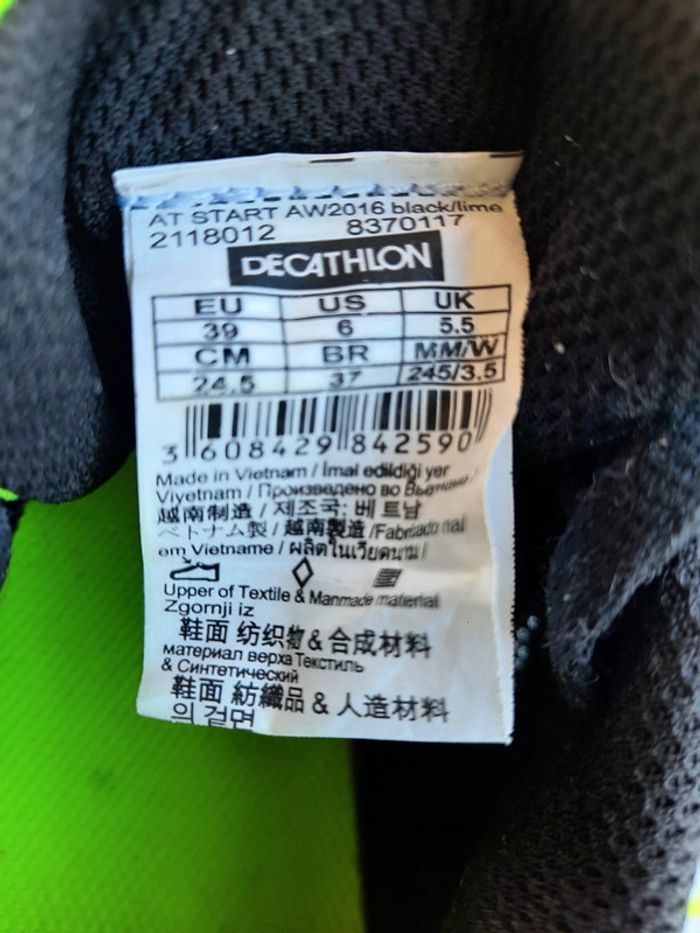 AT START AW2016 black/lime
2118012 8370117
DECATHLON
EU US UK
39 6 5.5
CM BR MM/W
24.5 37 245/3.5
3 608429 842590
Made in Vietnam / İmal edildiği yer
Viyetnam / Произведено во Вьетнаме /
越南制造 / 제조국: 베트남
ベトナム製 / 越南製造 /Fabricado nal
em Vietname / ผลิตในเวียดนาม /
Upper of Textile & Manmade material
Zgornji iz
鞋面 纺织物 & 合成材料
материал верха Текстиль
& Синтетический
鞋面 紡織品 & 人造材料
의 겉면